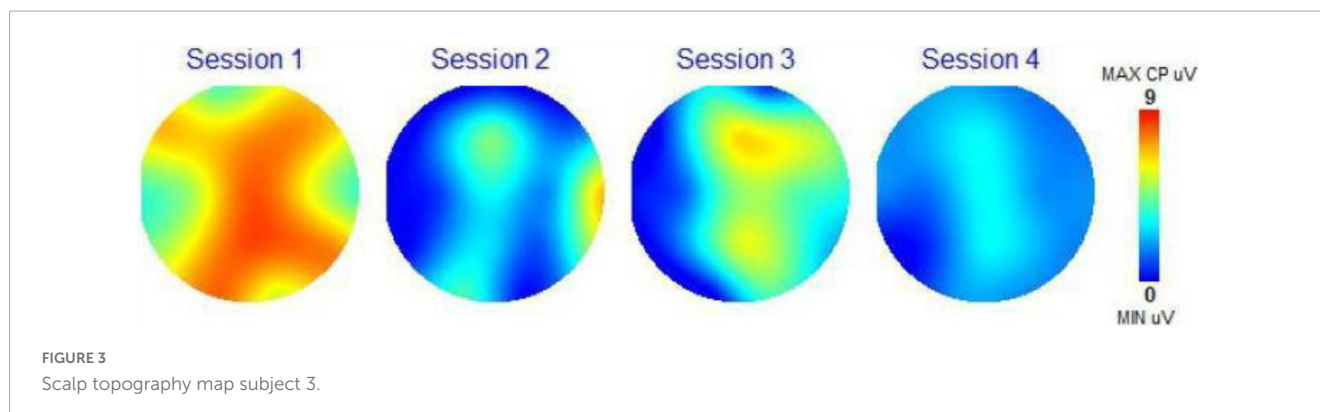 Session 1
Session 2
Session 3
Session 4
MAX CP uV
9
0
MIN uV
FIGURE 3
Scalp topography map subject 3.